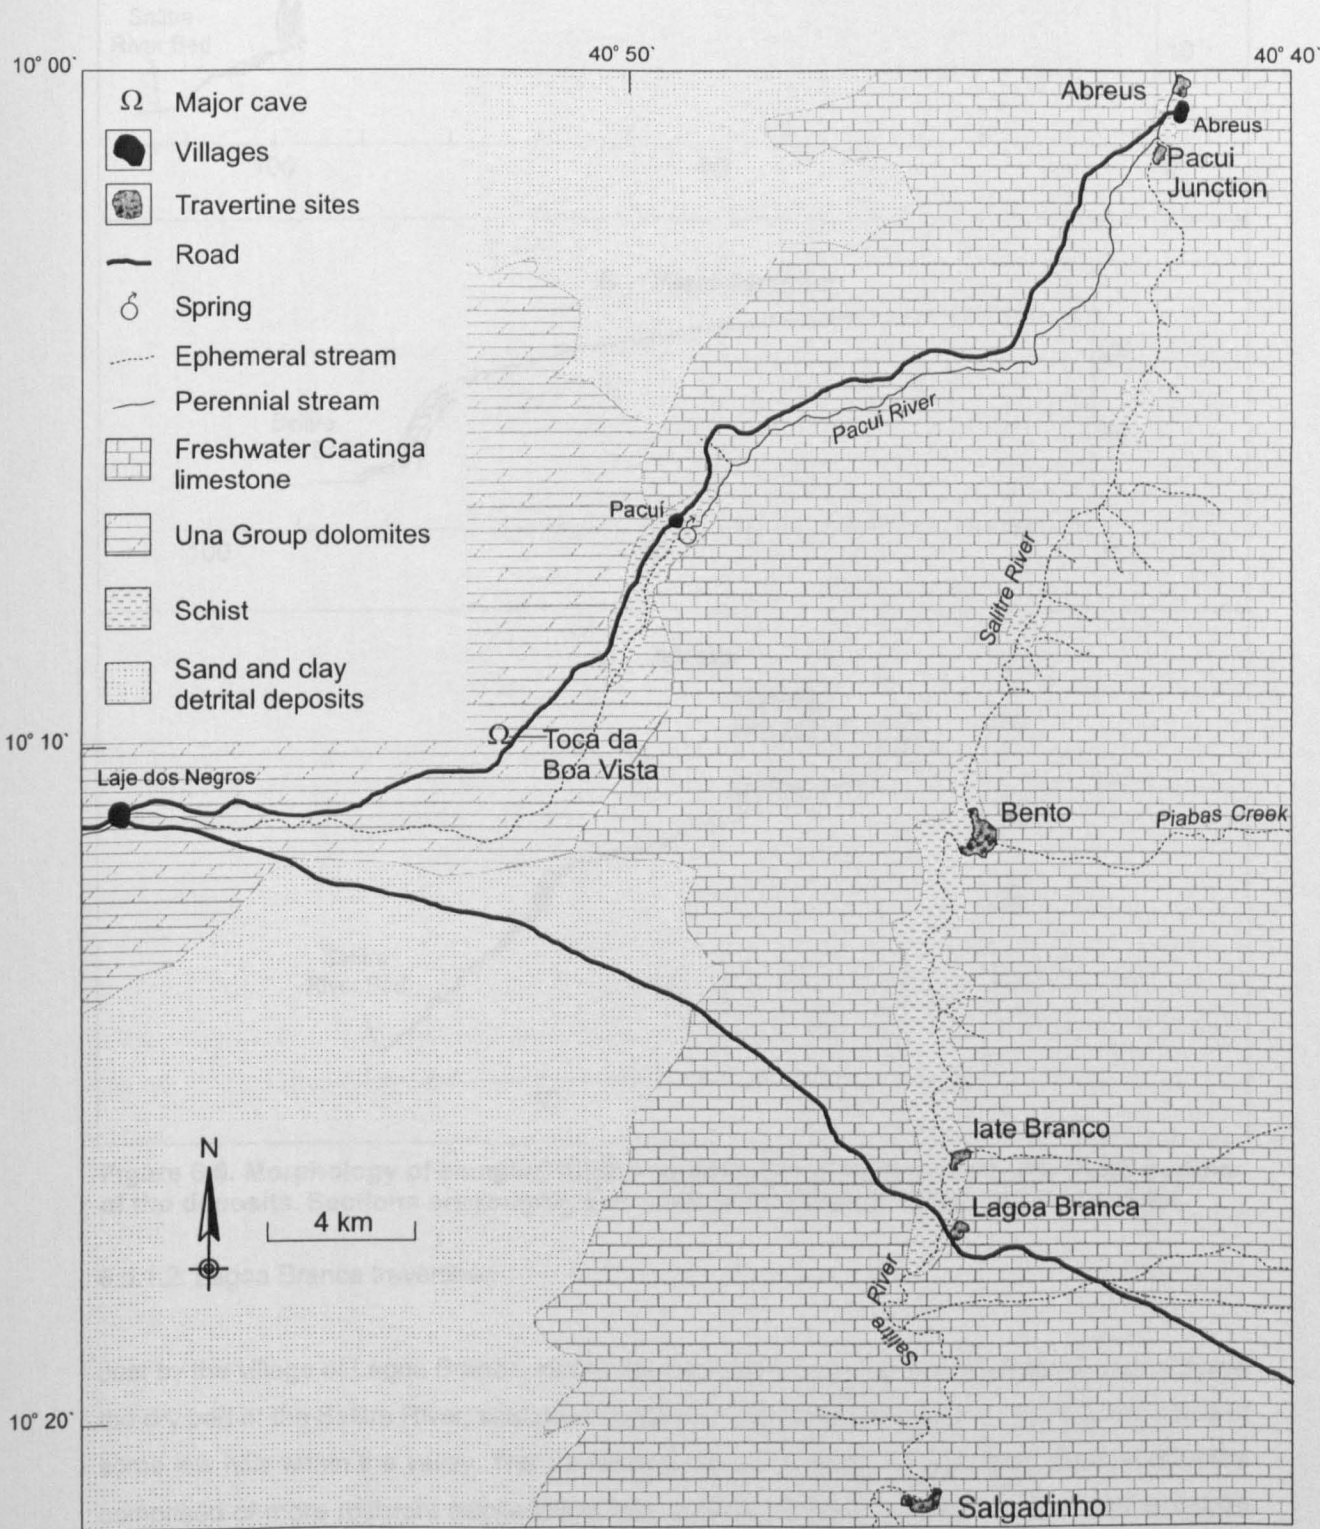 10° 00`
40° 50`
40° 40`
Ω Major cave
Villages
Travertine sites
Road
Spring
Ephemeral stream
Perennial stream
Freshwater Caatinga
limestone
Una Group dolomites
Schist
Sand and clay
detrital deposits
Abreus
Abreus
Pacui
Junction
Pacui River
Pacuí
Salitre River
10° 10`
Ω Toca da
Boa Vista
Laje dos Negros
Bento
Piabas Creek
Iate Branco
Lagoa Branca
N
4 km
Salitre River
10° 20`
Salgadinho